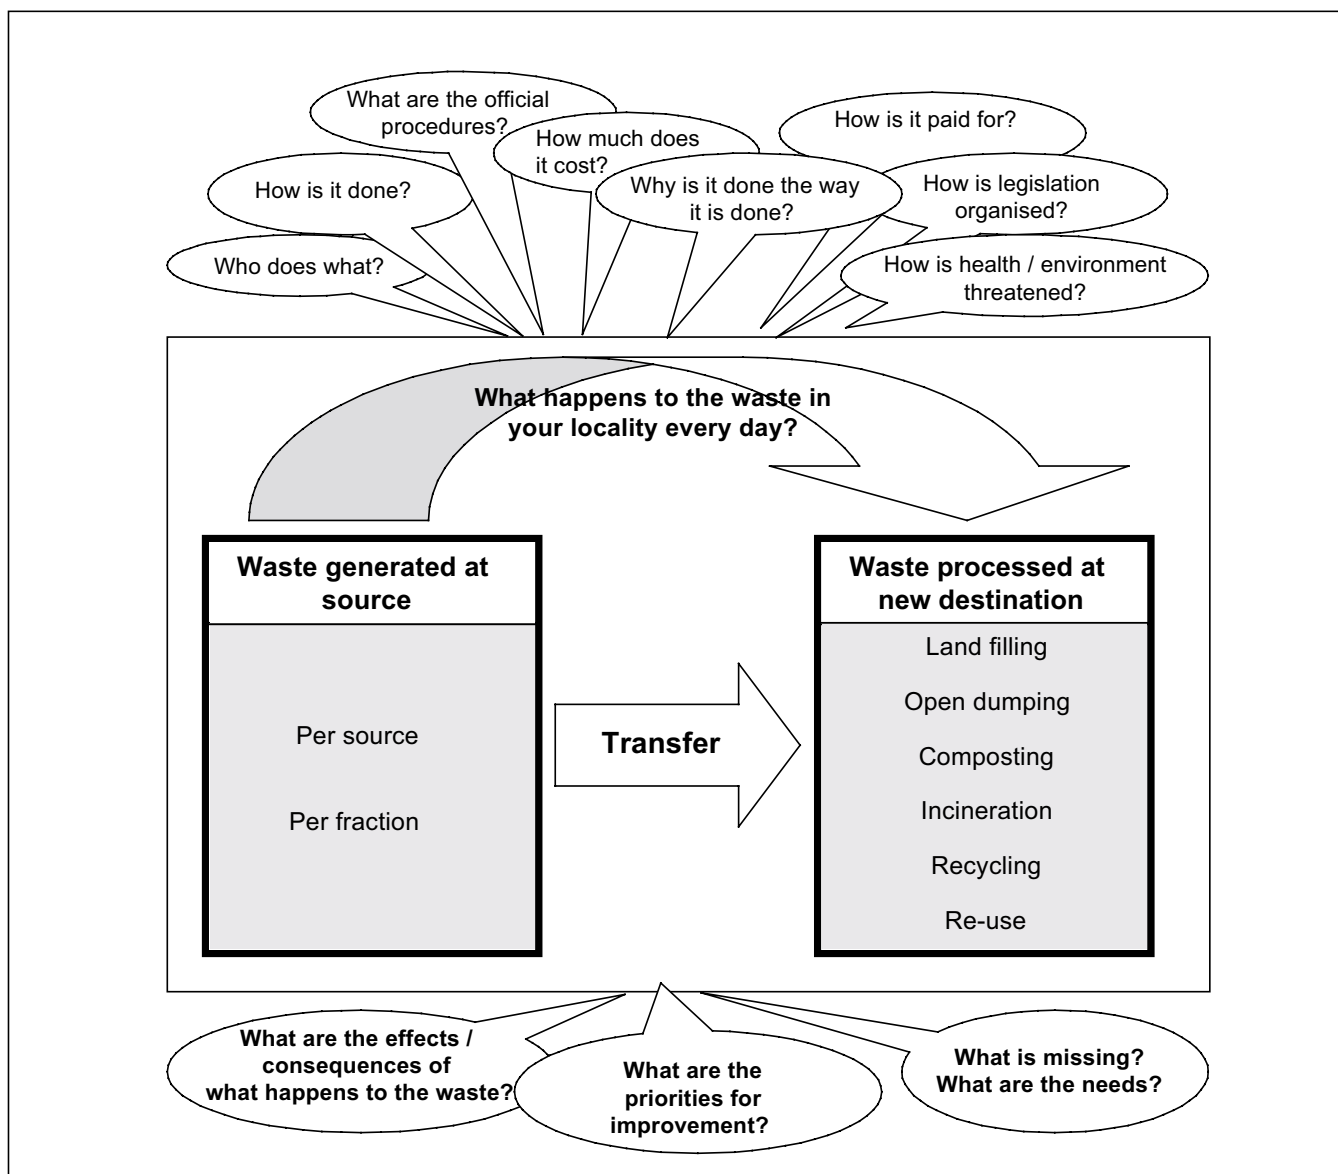 What are the official
procedures?
How much does
it cost?
How is it paid for?
How is it done?
Why is it done the way
it is done?
How is legislation
organised?
Who does what?
How is health / environment
threatened?
What happens to the waste in
your locality every day?
Waste generated at
source
Per source
Per fraction
Transfer
Waste processed at
new destination
Land filling
Open dumping
Composting
Incineration
Recycling
Re-use
What are the effects /
consequences of
what happens to the waste?
What are the
priorities for
improvement?
What is missing?
What are the needs?